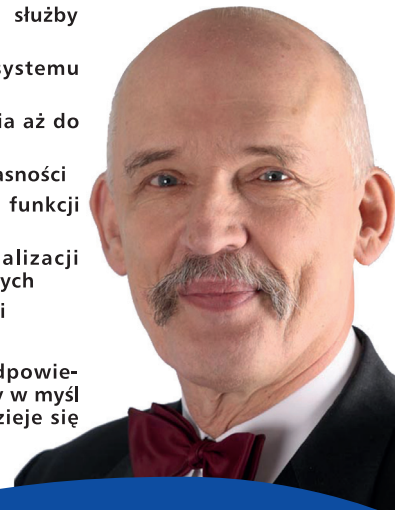 służby
systemu
ia aż do
asności
funkcji
alizacji
ych
i
dpowie-
y w myśl
zieje się